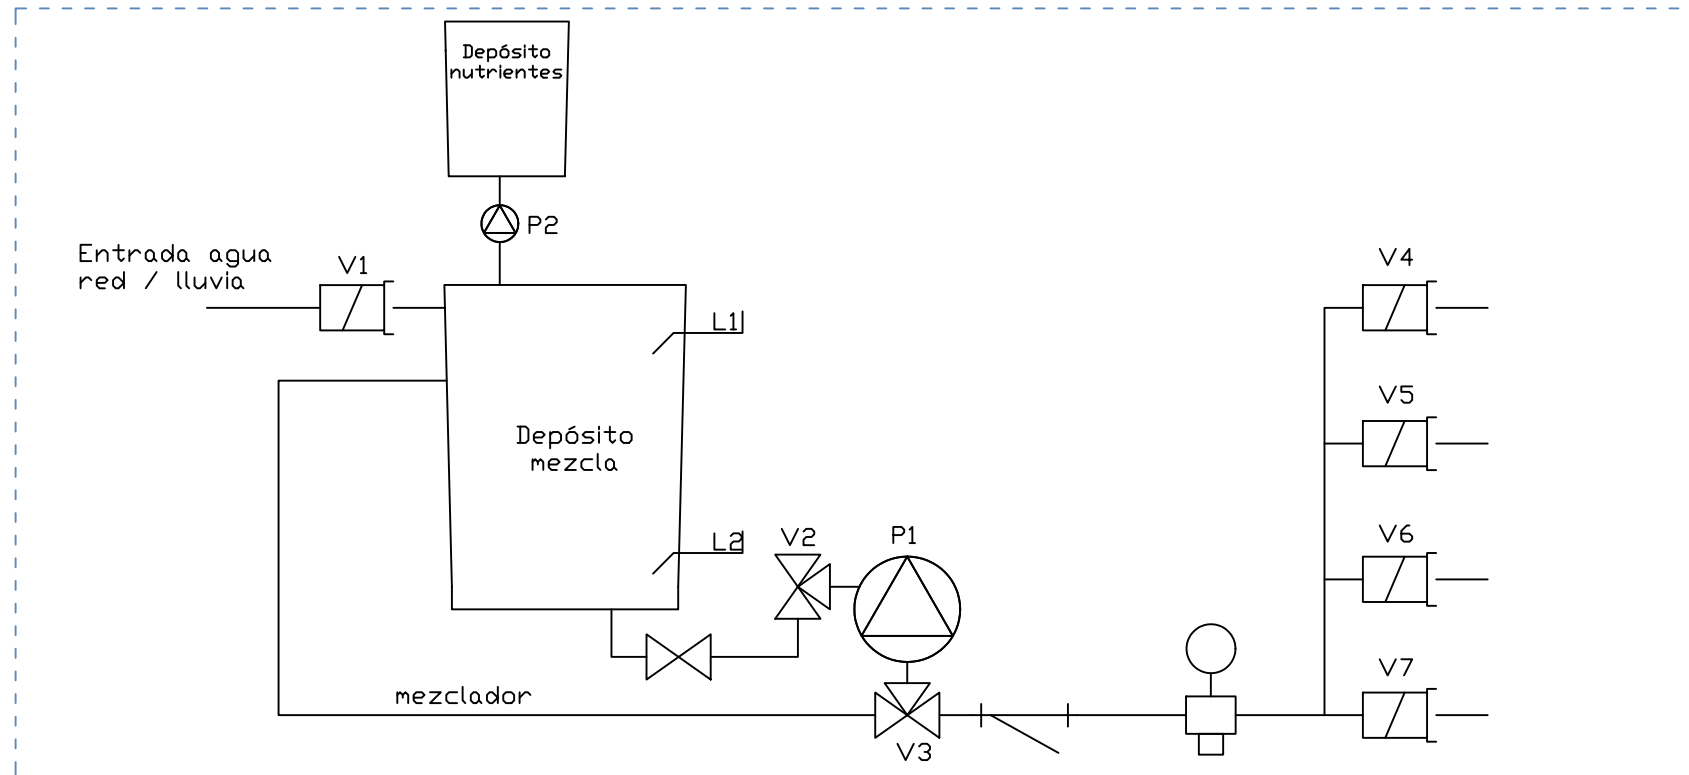 Depósito
nutrientes
P2
Entrada agua
red / lluvia
V1
V4
L1
V5
Depósito
mezcla
L2
V2
P1
V6
V7
mezclador
V3